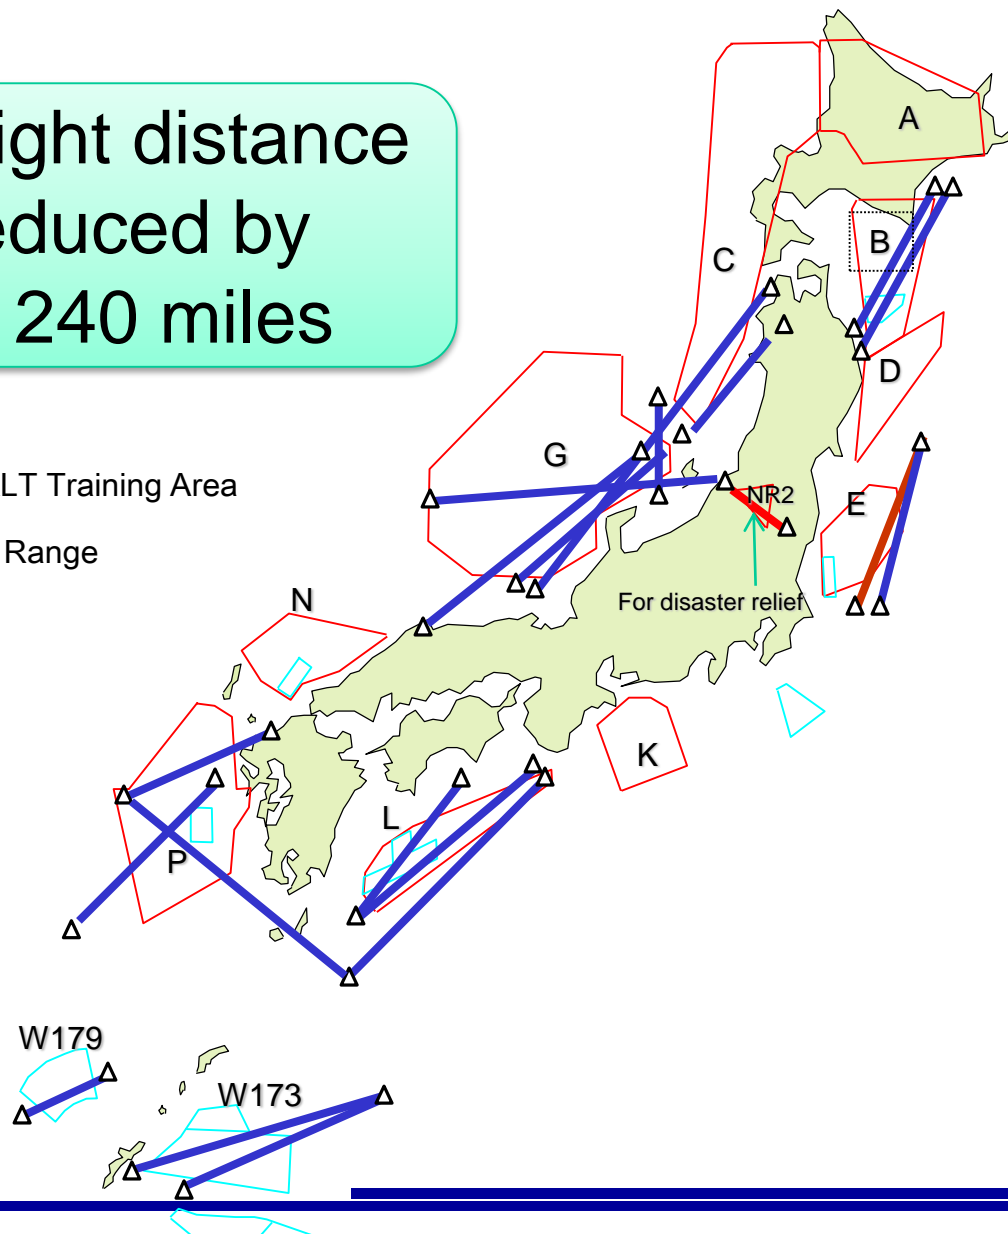 ight distance
educed by
240 miles
LT Training Area
Range
A
B
C
D
G
E
NR2
For disaster relief
N
K
L
P
W179
W173